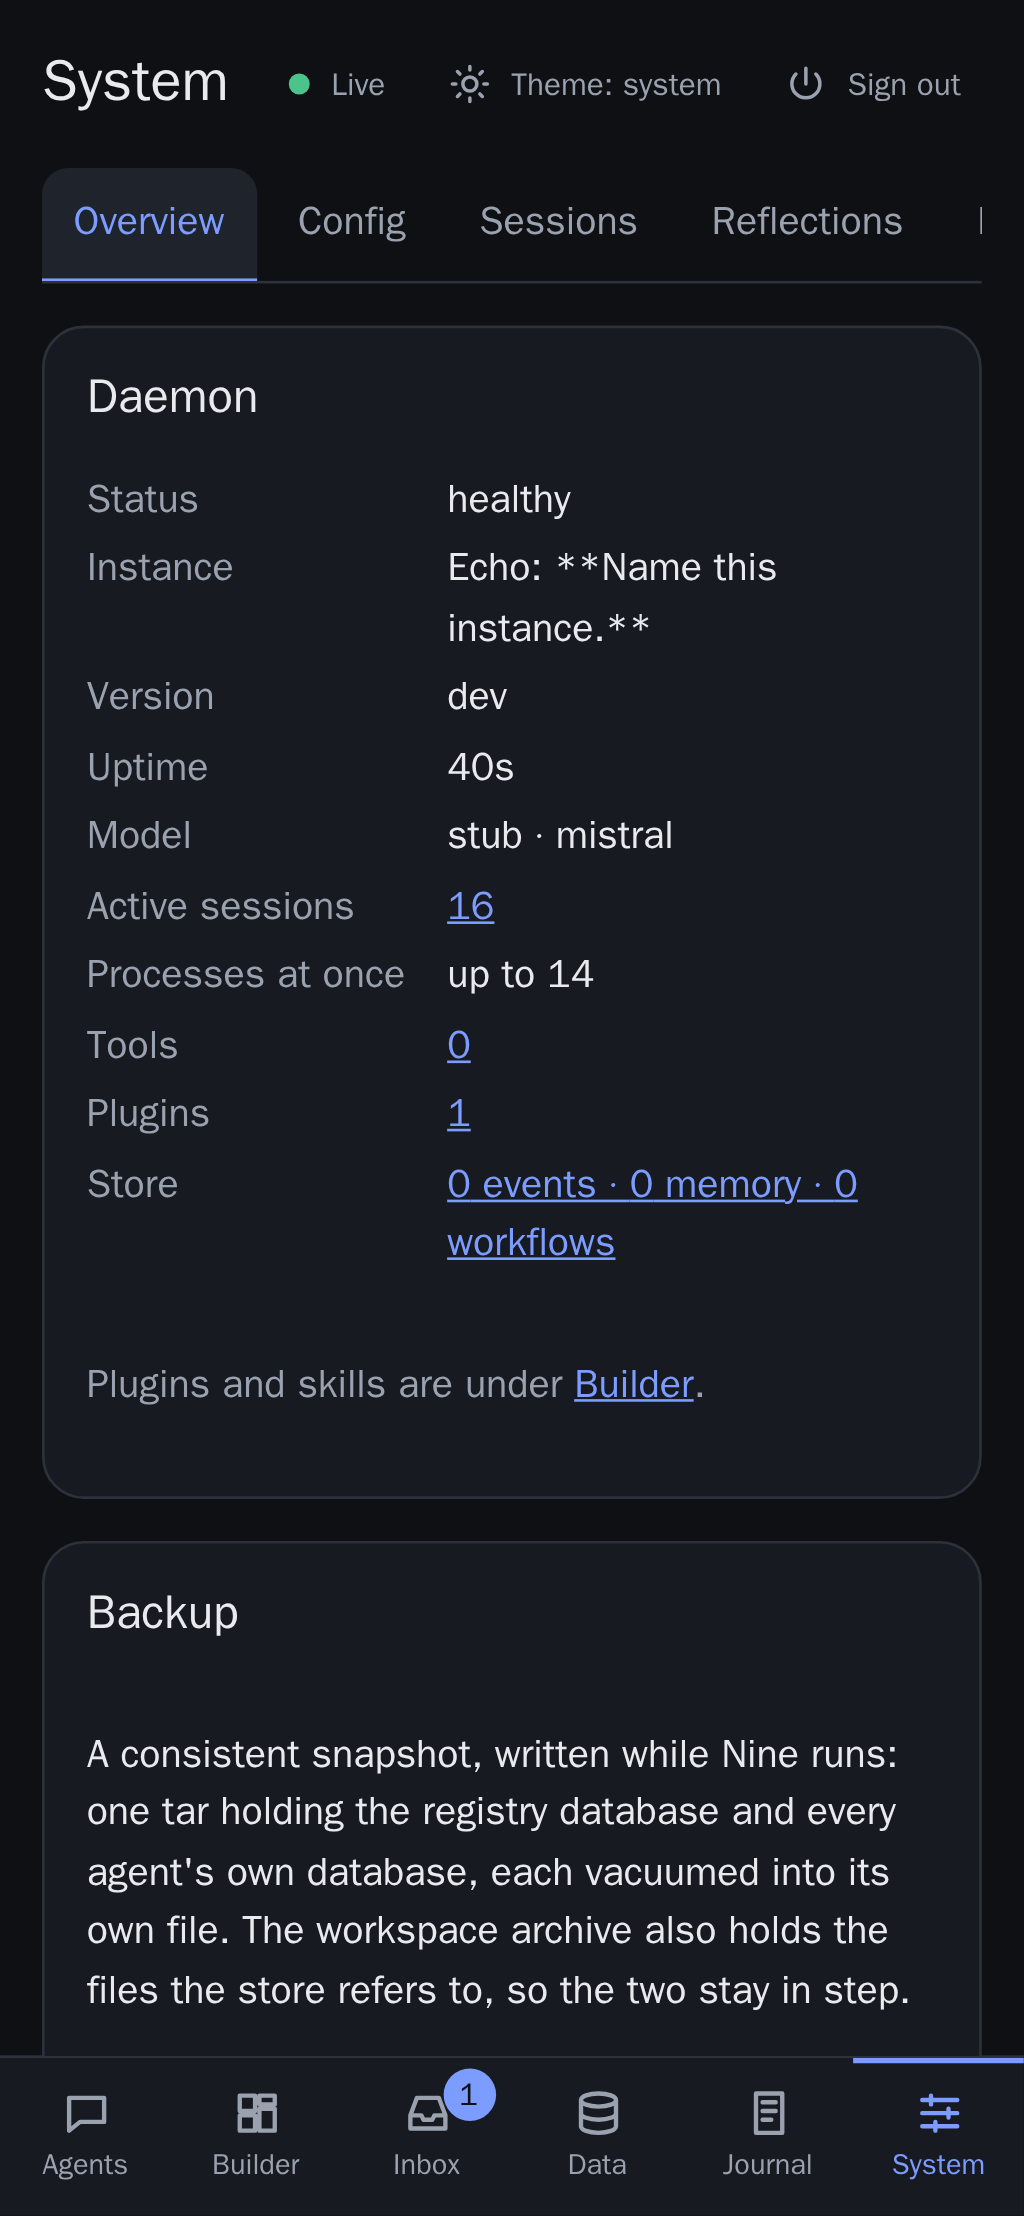 System
Live
Theme: system
Sign out
Overview
Config
Sessions
Reflections
Daemon
Status healthy
Instance Echo: **Name this
instance.**
Version dev
Uptime 40s
Model stub · mistral
Active sessions 16
Processes at once up to 14
Tools 0
Plugins 1
Store 0 events · 0 memory · 0
workflows
Plugins and skills are under Builder.
Backup
A consistent snapshot, written while Nine runs:
one tar holding the registry database and every
agent's own database, each vacuumed into its
own file. The workspace archive also holds the
files the store refers to, so the two stay in step.
1
Agents
Builder
Inbox
Data
Journal
System